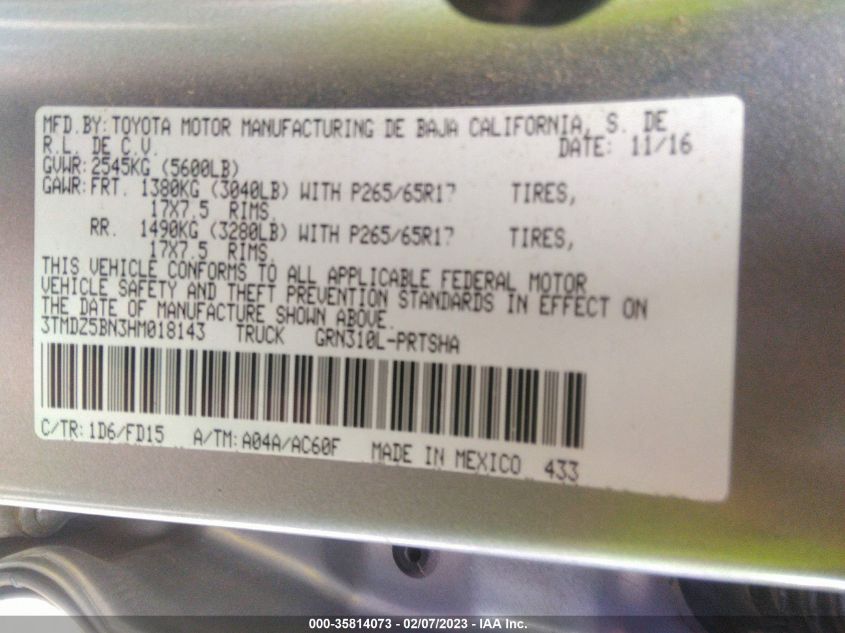 MFD.BY:TOYOTA MOTOR MANUFACTURING DE BAJA CALIFORNIA, S. DE
R.L. DE C.V. DATE: 11/16
GVWR:2545KG (5600LB)
GAWR:FRT. 1380KG (3040LB) WITH P265/65R17 TIRES,
17X7.5 RIMS,
RR. 1490KG (3280LB) WITH P265/65R17 TIRES,
17X7.5 RIMS,
THIS VEHICLE CONFORMS TO ALL APPLICABLE FEDERAL MOTOR
VEHICLE SAFETY AND THEFT PREVENTION STANDARDS IN EFFECT ON
THE DATE OF MANUFACTURE SHOWN ABOVE.
3TMDZ5BN3HM018143 TRUCK GRN310L-PRTSHA
C/TR:1D6/FD15 A/TM:A04A/AC60F MADE IN MEXICO 433
000-35814073 - 02/07/2023 - IAA Inc.